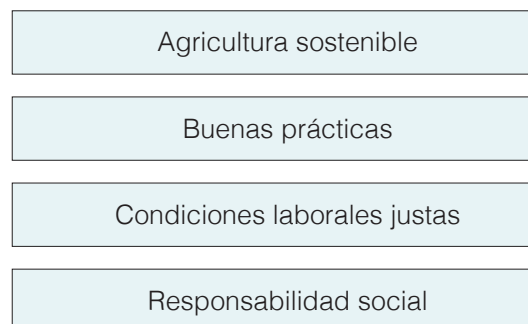 Agricultura sostenible
Buenas prácticas
Condiciones laborales justas
Responsabilidad social